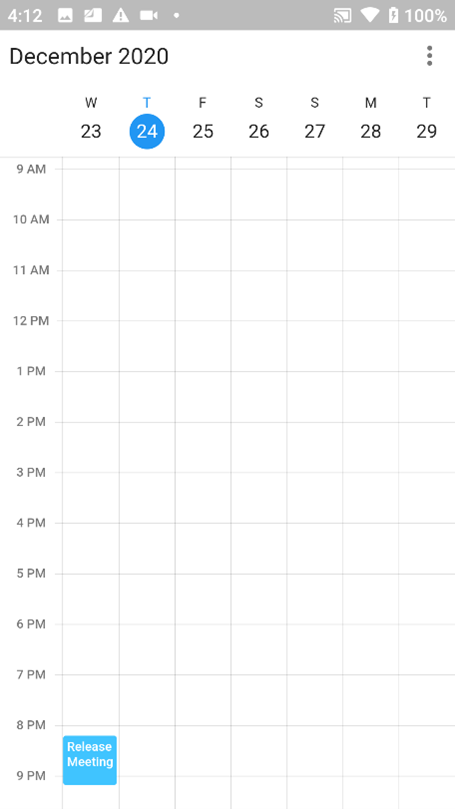 4:12 100%
December 2020
W T F S S M T
23 24 25 26 27 28 29
9 AM
10 AM
11 AM
12 PM
1 PM
2 PM
3 PM
4 PM
5 PM
6 PM
7 PM
8 PM
Release
Meeting
9 PM